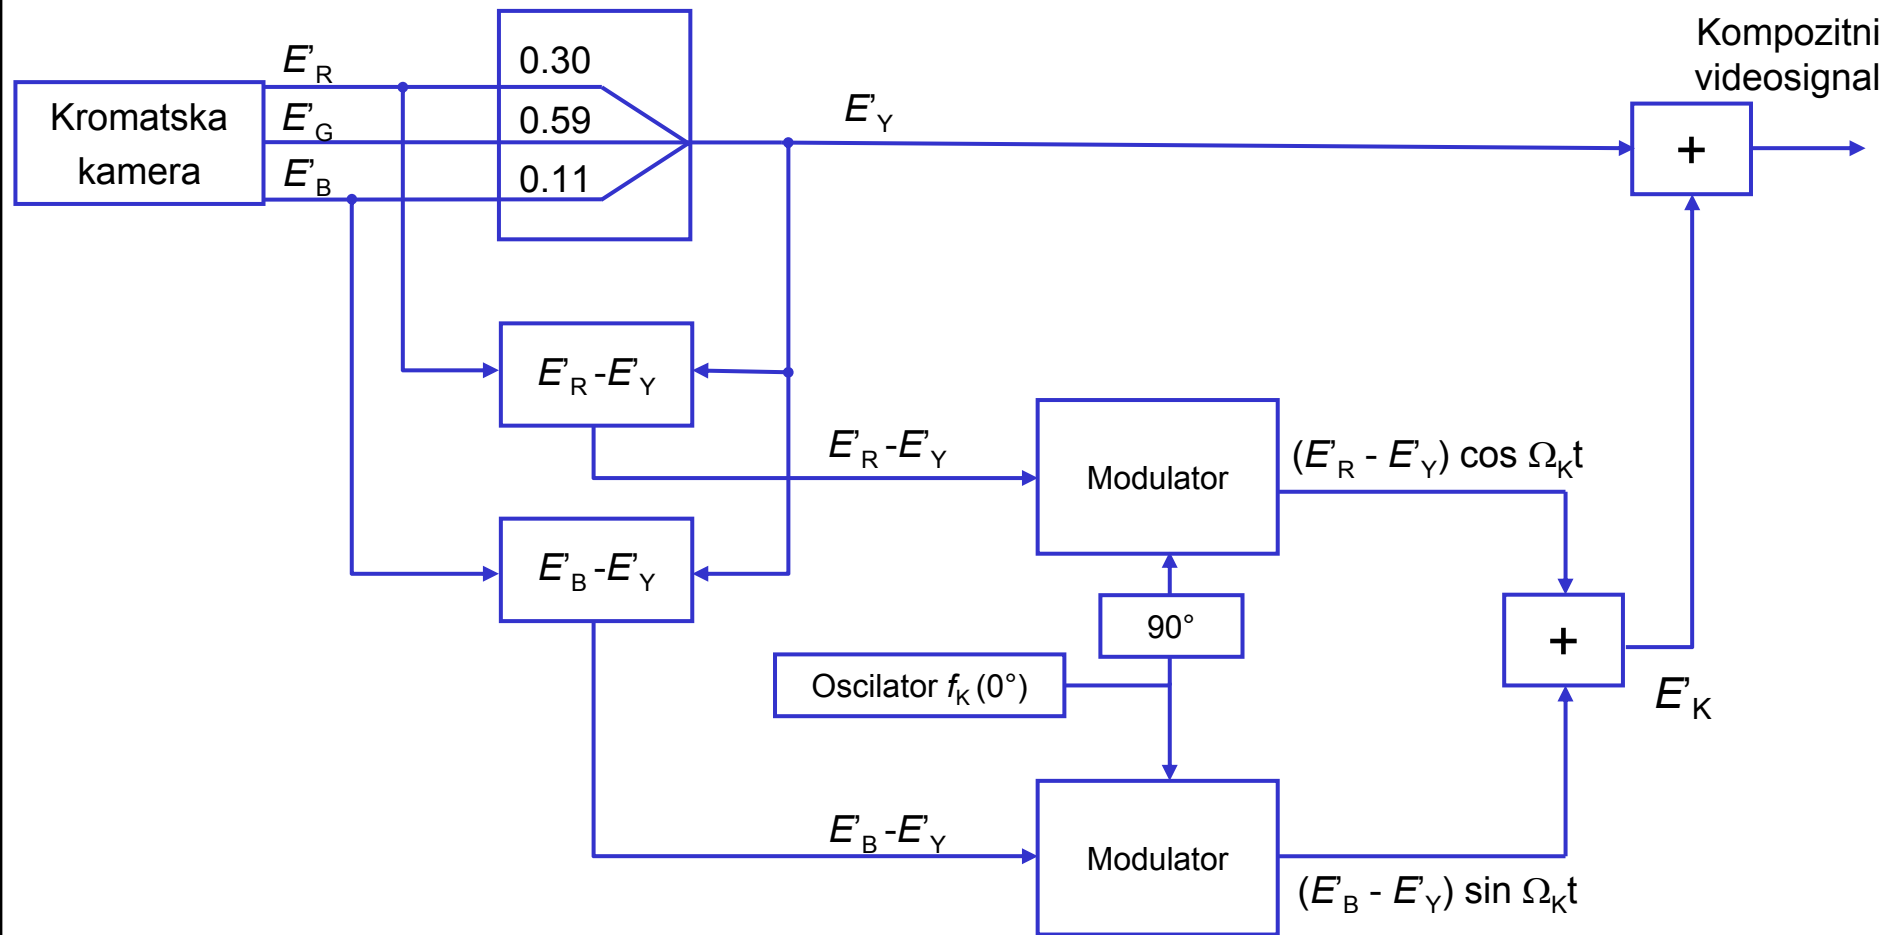 Kompozitni
videosignal
E'R
0.30
Kromatska
kamera
E'G
0.59
E'Y
+
E'B
0.11
E'R-E'Y
E'R-E'Y
Modulator
(E'R - E'Y) cos ΩKt
E'B-E'Y
90°
+
Oscilator fK (0°)
E'K
E'B-E'Y
Modulator
(E'B - E'Y) sin ΩKt